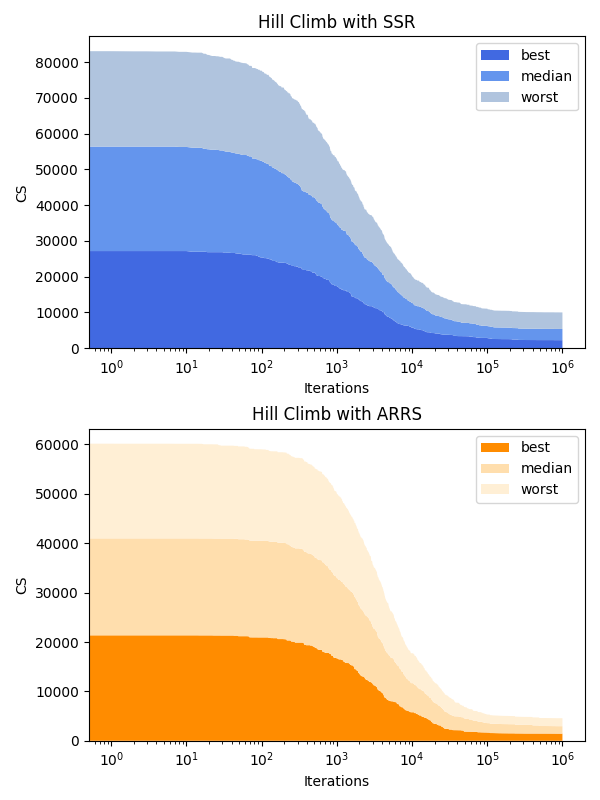 Hill Climb with SSR
80000
70000
60000
50000
40000
30000
20000
10000
0
CS
best
median
worst
10^0 10^1 10^2 10^3 10^4 10^5 10^6
Iterations
Hill Climb with ARRS
60000
50000
40000
30000
20000
10000
0
CS
best
median
worst
10^0 10^1 10^2 10^3 10^4 10^5 10^6
Iterations